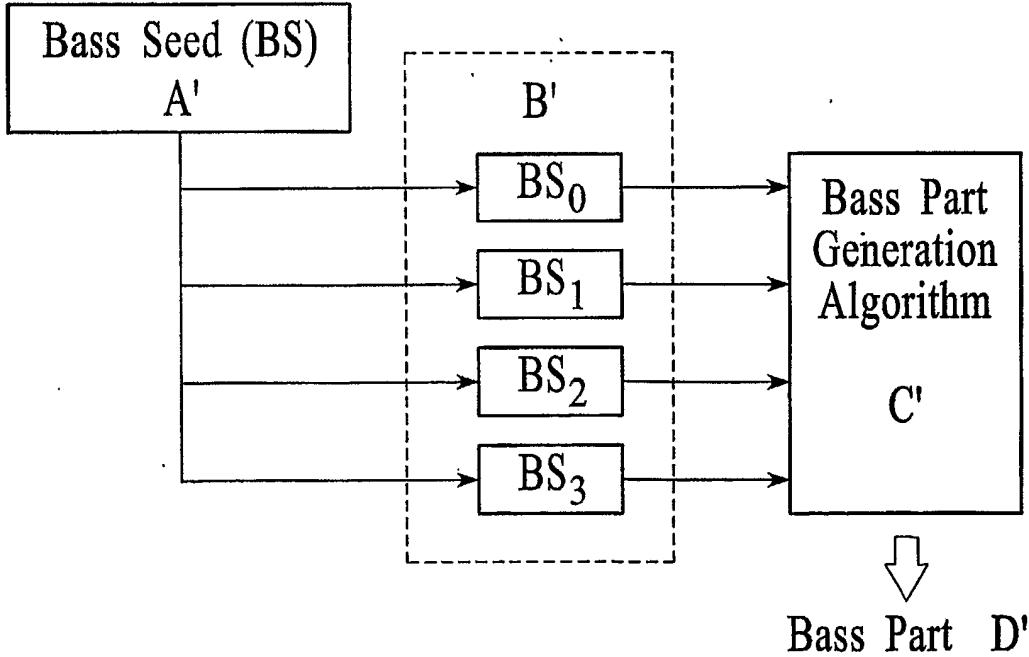 Bass Seed (BS)
A'
B'
BS0
BS1
BS2
BS3
Bass Part
Generation
Algorithm
C'
Bass Part D'